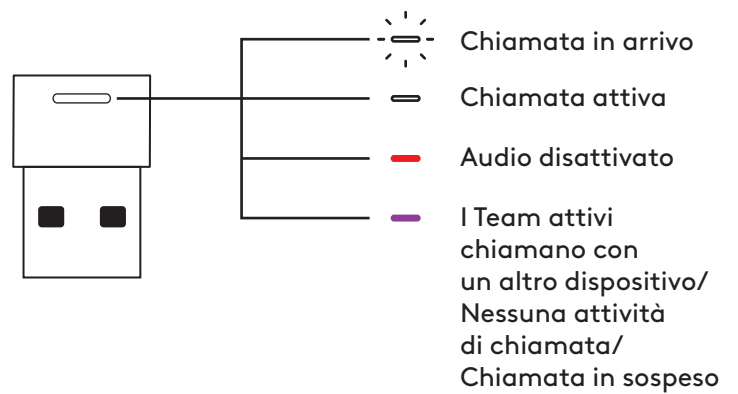 Chiamata in arrivo
Chiamata attiva
Audio disattivato
I Team attivi
chiamano con
un altro dispositivo/
Nessuna attività
di chiamata/
Chiamata in sospeso